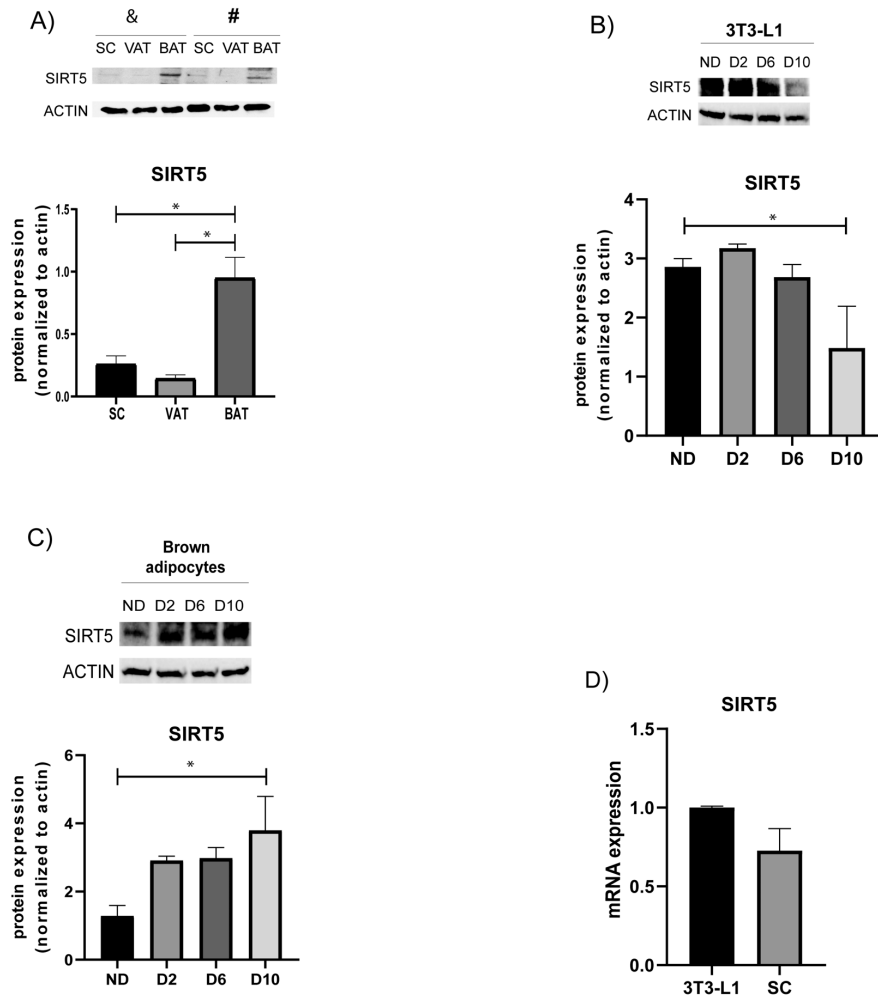 A)
& #
SC VAT BAT SC VAT BAT
SIRT5
ACTIN
SIRT5
protein expression
(normalized to actin)
1.5
1.0
0.5
0.0
*
*
SC VAT BAT
B)
3T3-L1
ND D2 D6 D10
SIRT5
ACTIN
SIRT5
protein expression
(normalized to actin)
4
3
2
1
0
*
ND D2 D6 D10
C)
Brown
adipocytes
ND D2 D6 D10
SIRT5
ACTIN
SIRT5
protein expression
(normalized to actin)
6
4
2
0
*
ND D2 D6 D10
D)
SIRT5
mRNA expression
1.5
1.0
0.5
0.0
3T3-L1 SC